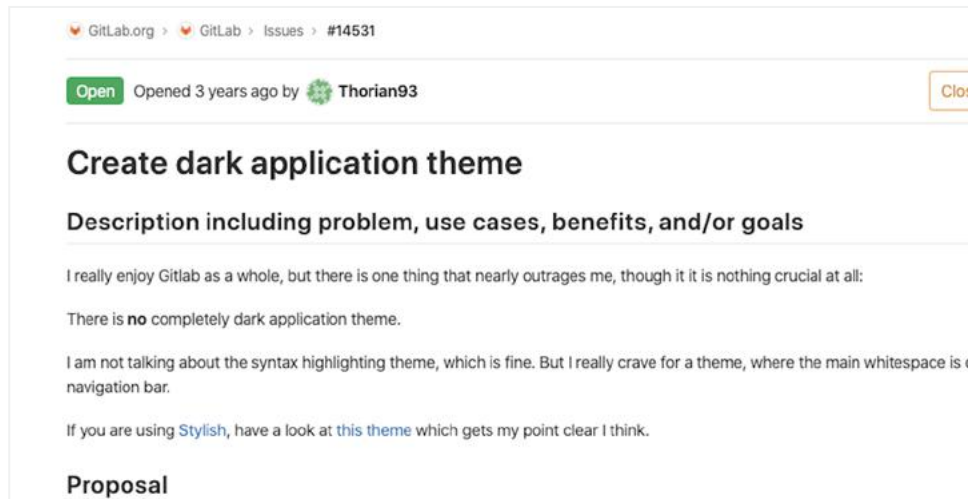 GitLab.org > GitLab > Issues > #14531
Open Opened 3 years ago by Thorian93
Create dark application theme
Description including problem, use cases, benefits, and/or goals
I really enjoy Gitlab as a whole, but there is one thing that nearly outrages me, though it it is nothing crucial at all:
There is no completely dark application theme.
I am not talking about the syntax highlighting theme, which is fine. But I really crave for a theme, where the main whitespace is
navigation bar.
If you are using Stylish, have a look at this theme which gets my point clear I think.
Proposal